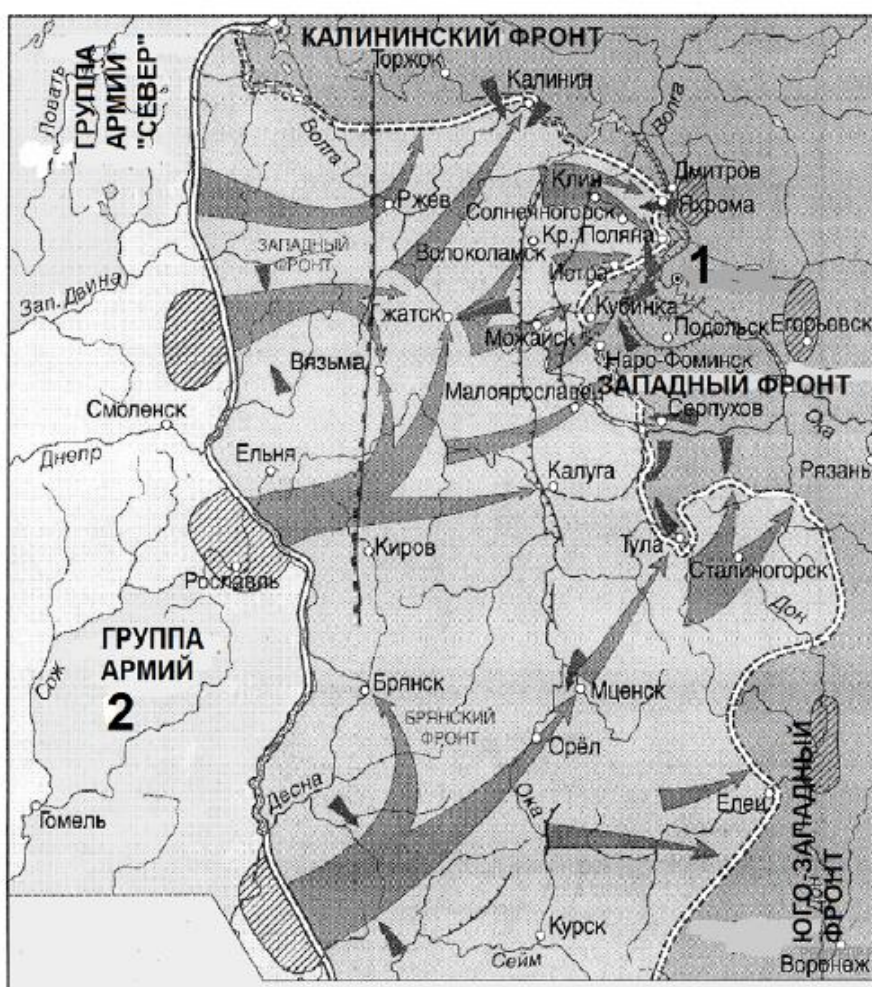 КАЛИНИНСКИЙ ФРОНТ
ГРУППА
АРМИЙ
"СЕВЕР"
Ловать
Торжок
Калинин
Волга
Волга
Дмитров
Клин
Яхрома
Ржев
Солнечногорск
ЗАПАДНЫЙ
ФРОНТ
Волоколамск
Кр. Поляна
1
Истра
Зап. Двина
жатск
Кубинка
Можайск
Подольск
Егорьевск
Вязьма
Наро-Фоминск
Малоярославец
ЗАПАДНЫЙ ФРОНТ
Смоленск
Серпухов
Ока
Днепр
Ельня
Калуга
Рязань
Киров
Тула
Рославль
Сталиногорск
Дон
ГРУППА
АРМИЙ
2
Сож
Брянск
Мценск
БРЯНСКИЙ
ФРОНТ
Орёл
Десна
Ока
Елец
Гомель
ЮГО-ЗАПАДНЫЙ
ФРОНТ
Дон
Курск
Сейм
Воронеж